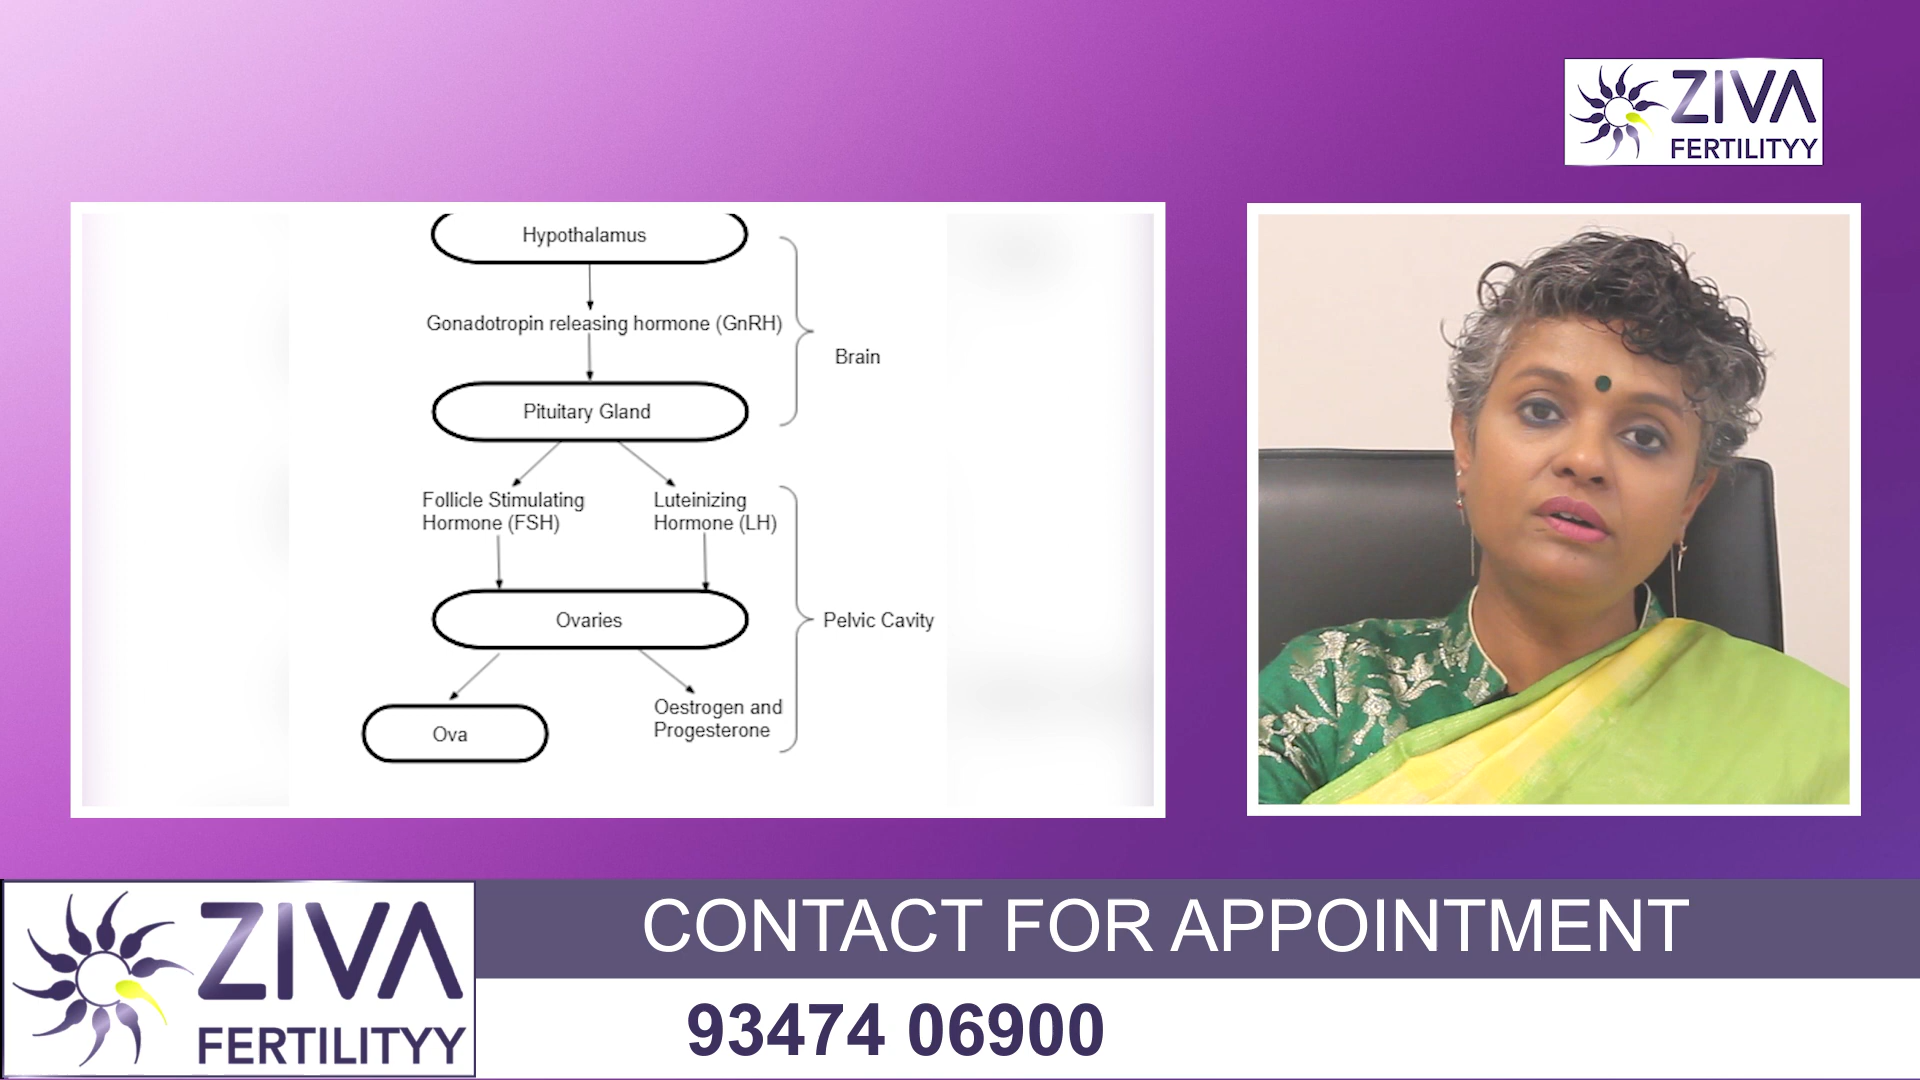 ZIVA
FERTILITYY
Hypothalamus
Gonadotropin releasing hormone (GnRH)
Brain
Pituitary Gland
Follicle Stimulating
Hormone (FSH)
Luteinizing
Hormone (LH)
Ovaries
Pelvic Cavity
Ova
Oestrogen and
Progesterone
ZIVA
FERTILITYY
CONTACT FOR APPOINTMENT
93474 06900